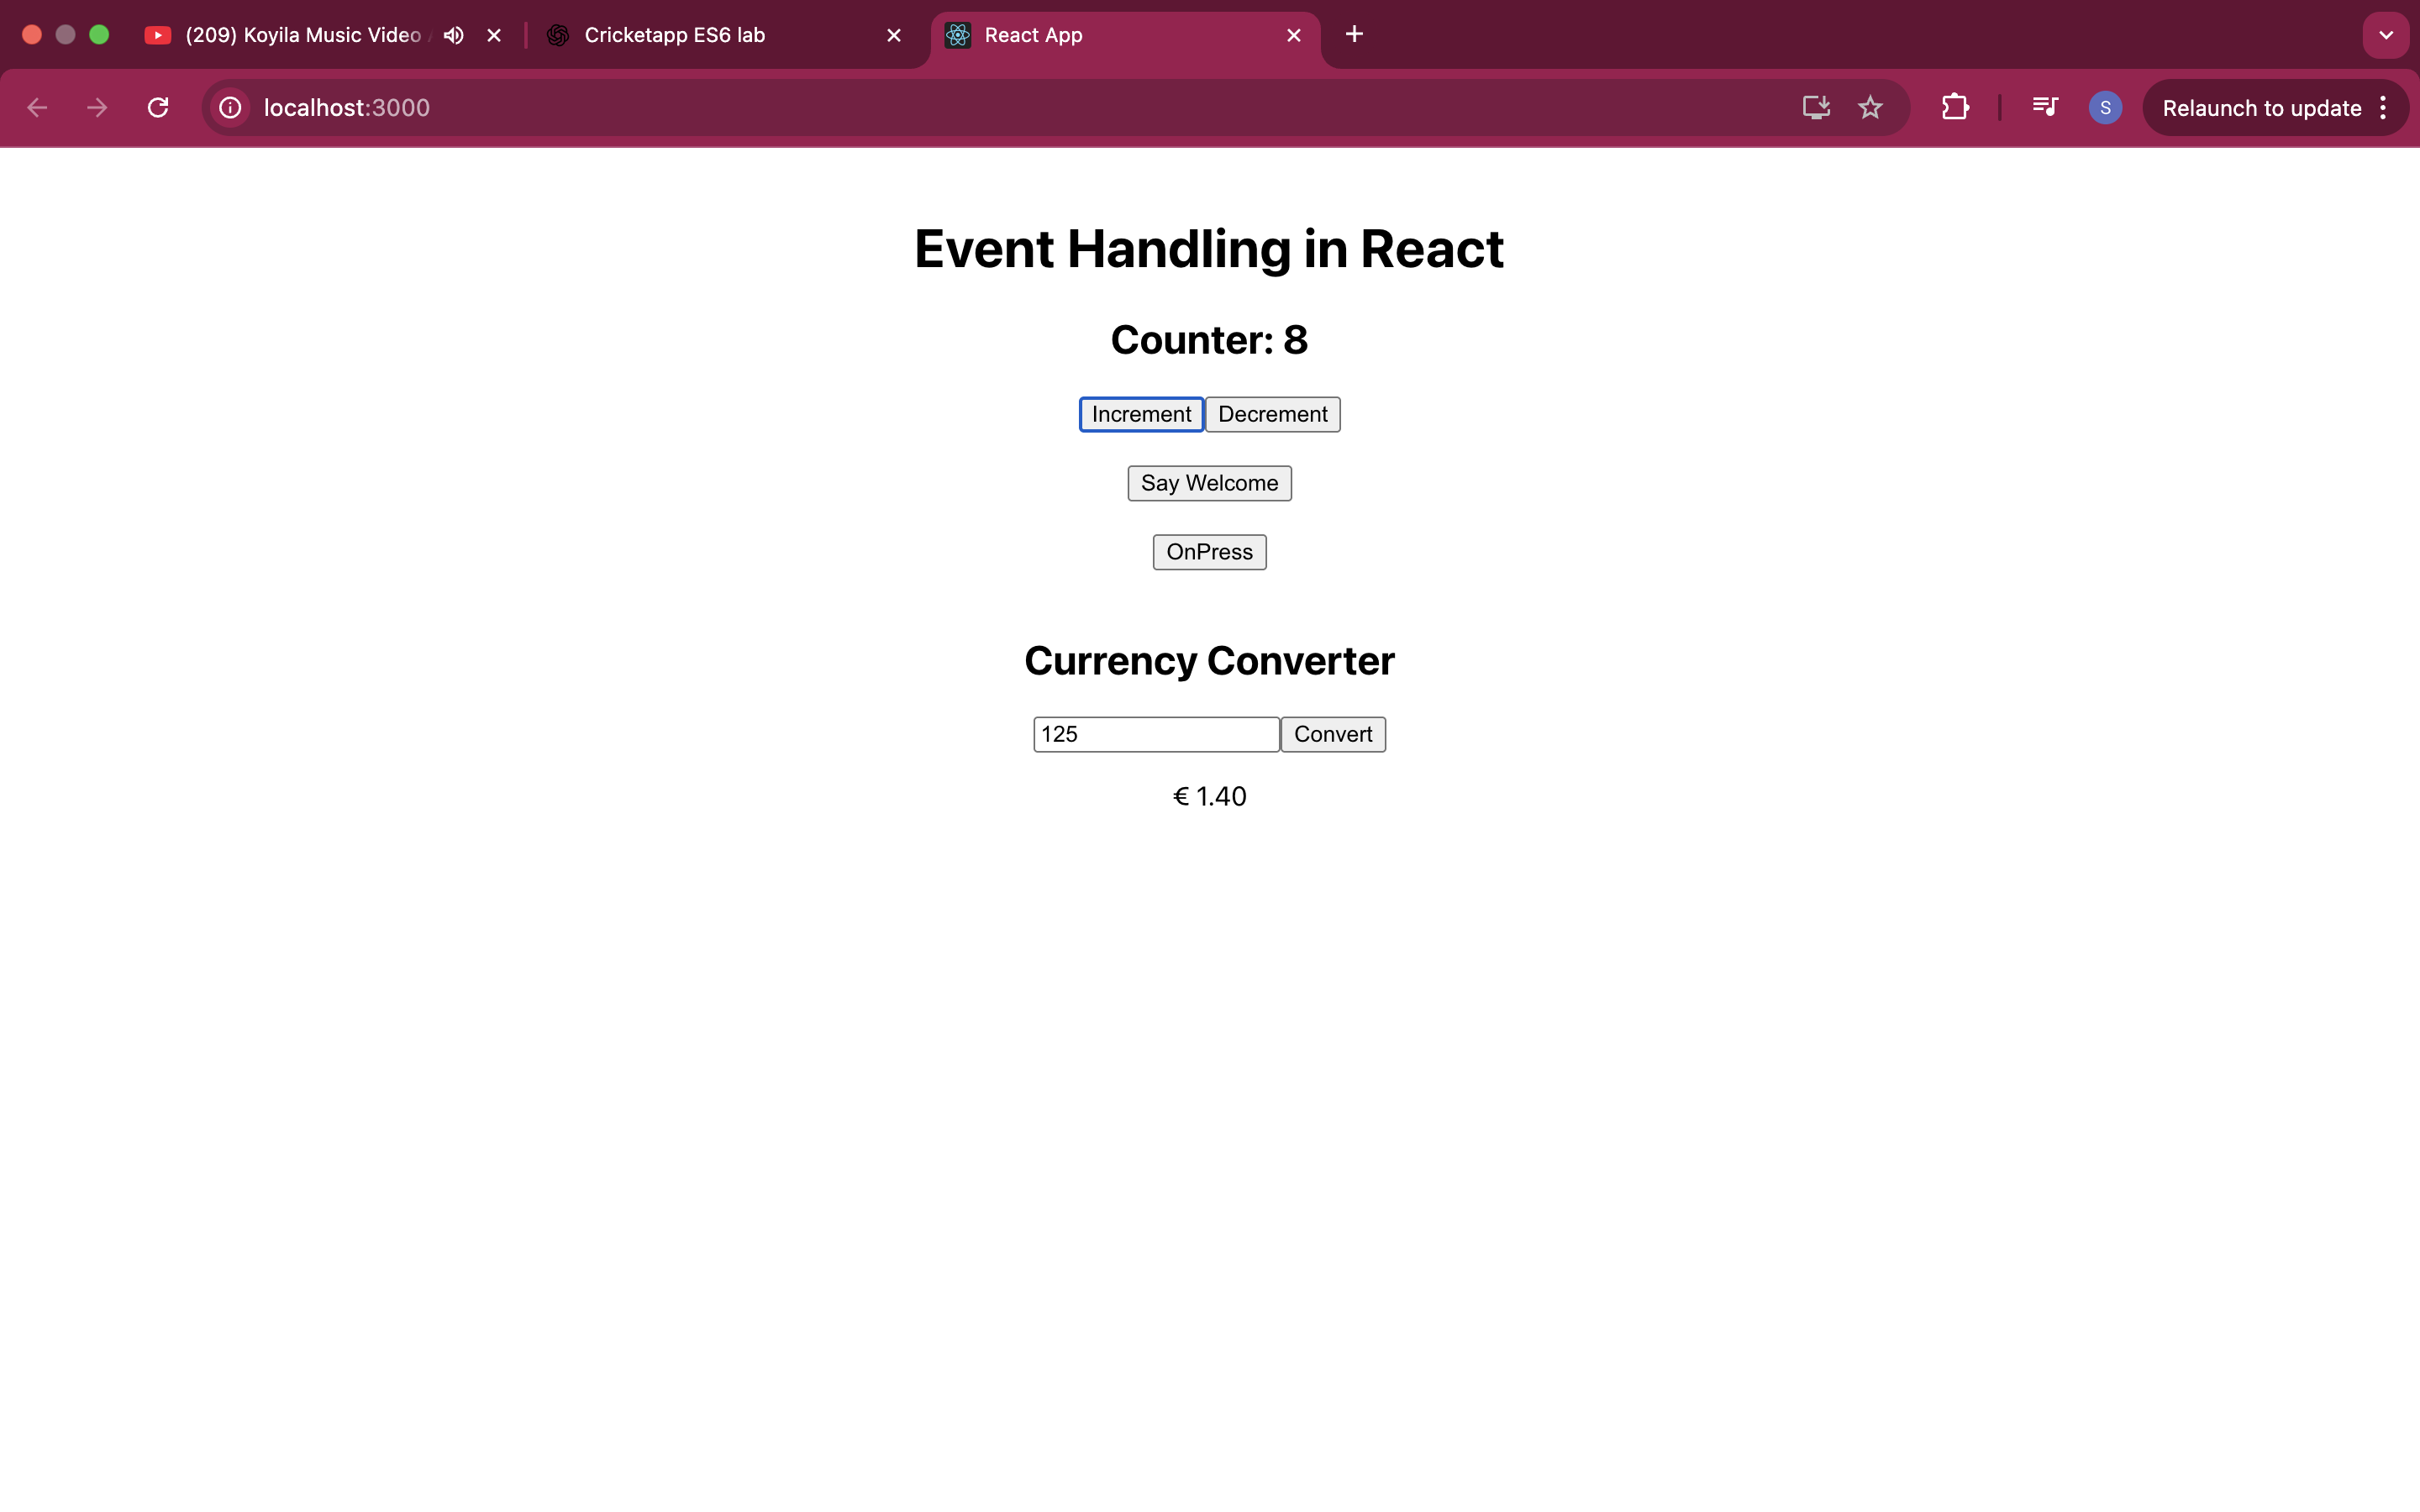 (209) Koyila Music Video
Cricketapp ES6 lab
React App
localhost:3000
S
Relaunch to update
Event Handling in React
Counter: 8
Increment Decrement
Say Welcome
OnPress
Currency Converter
125 Convert
€ 1.40